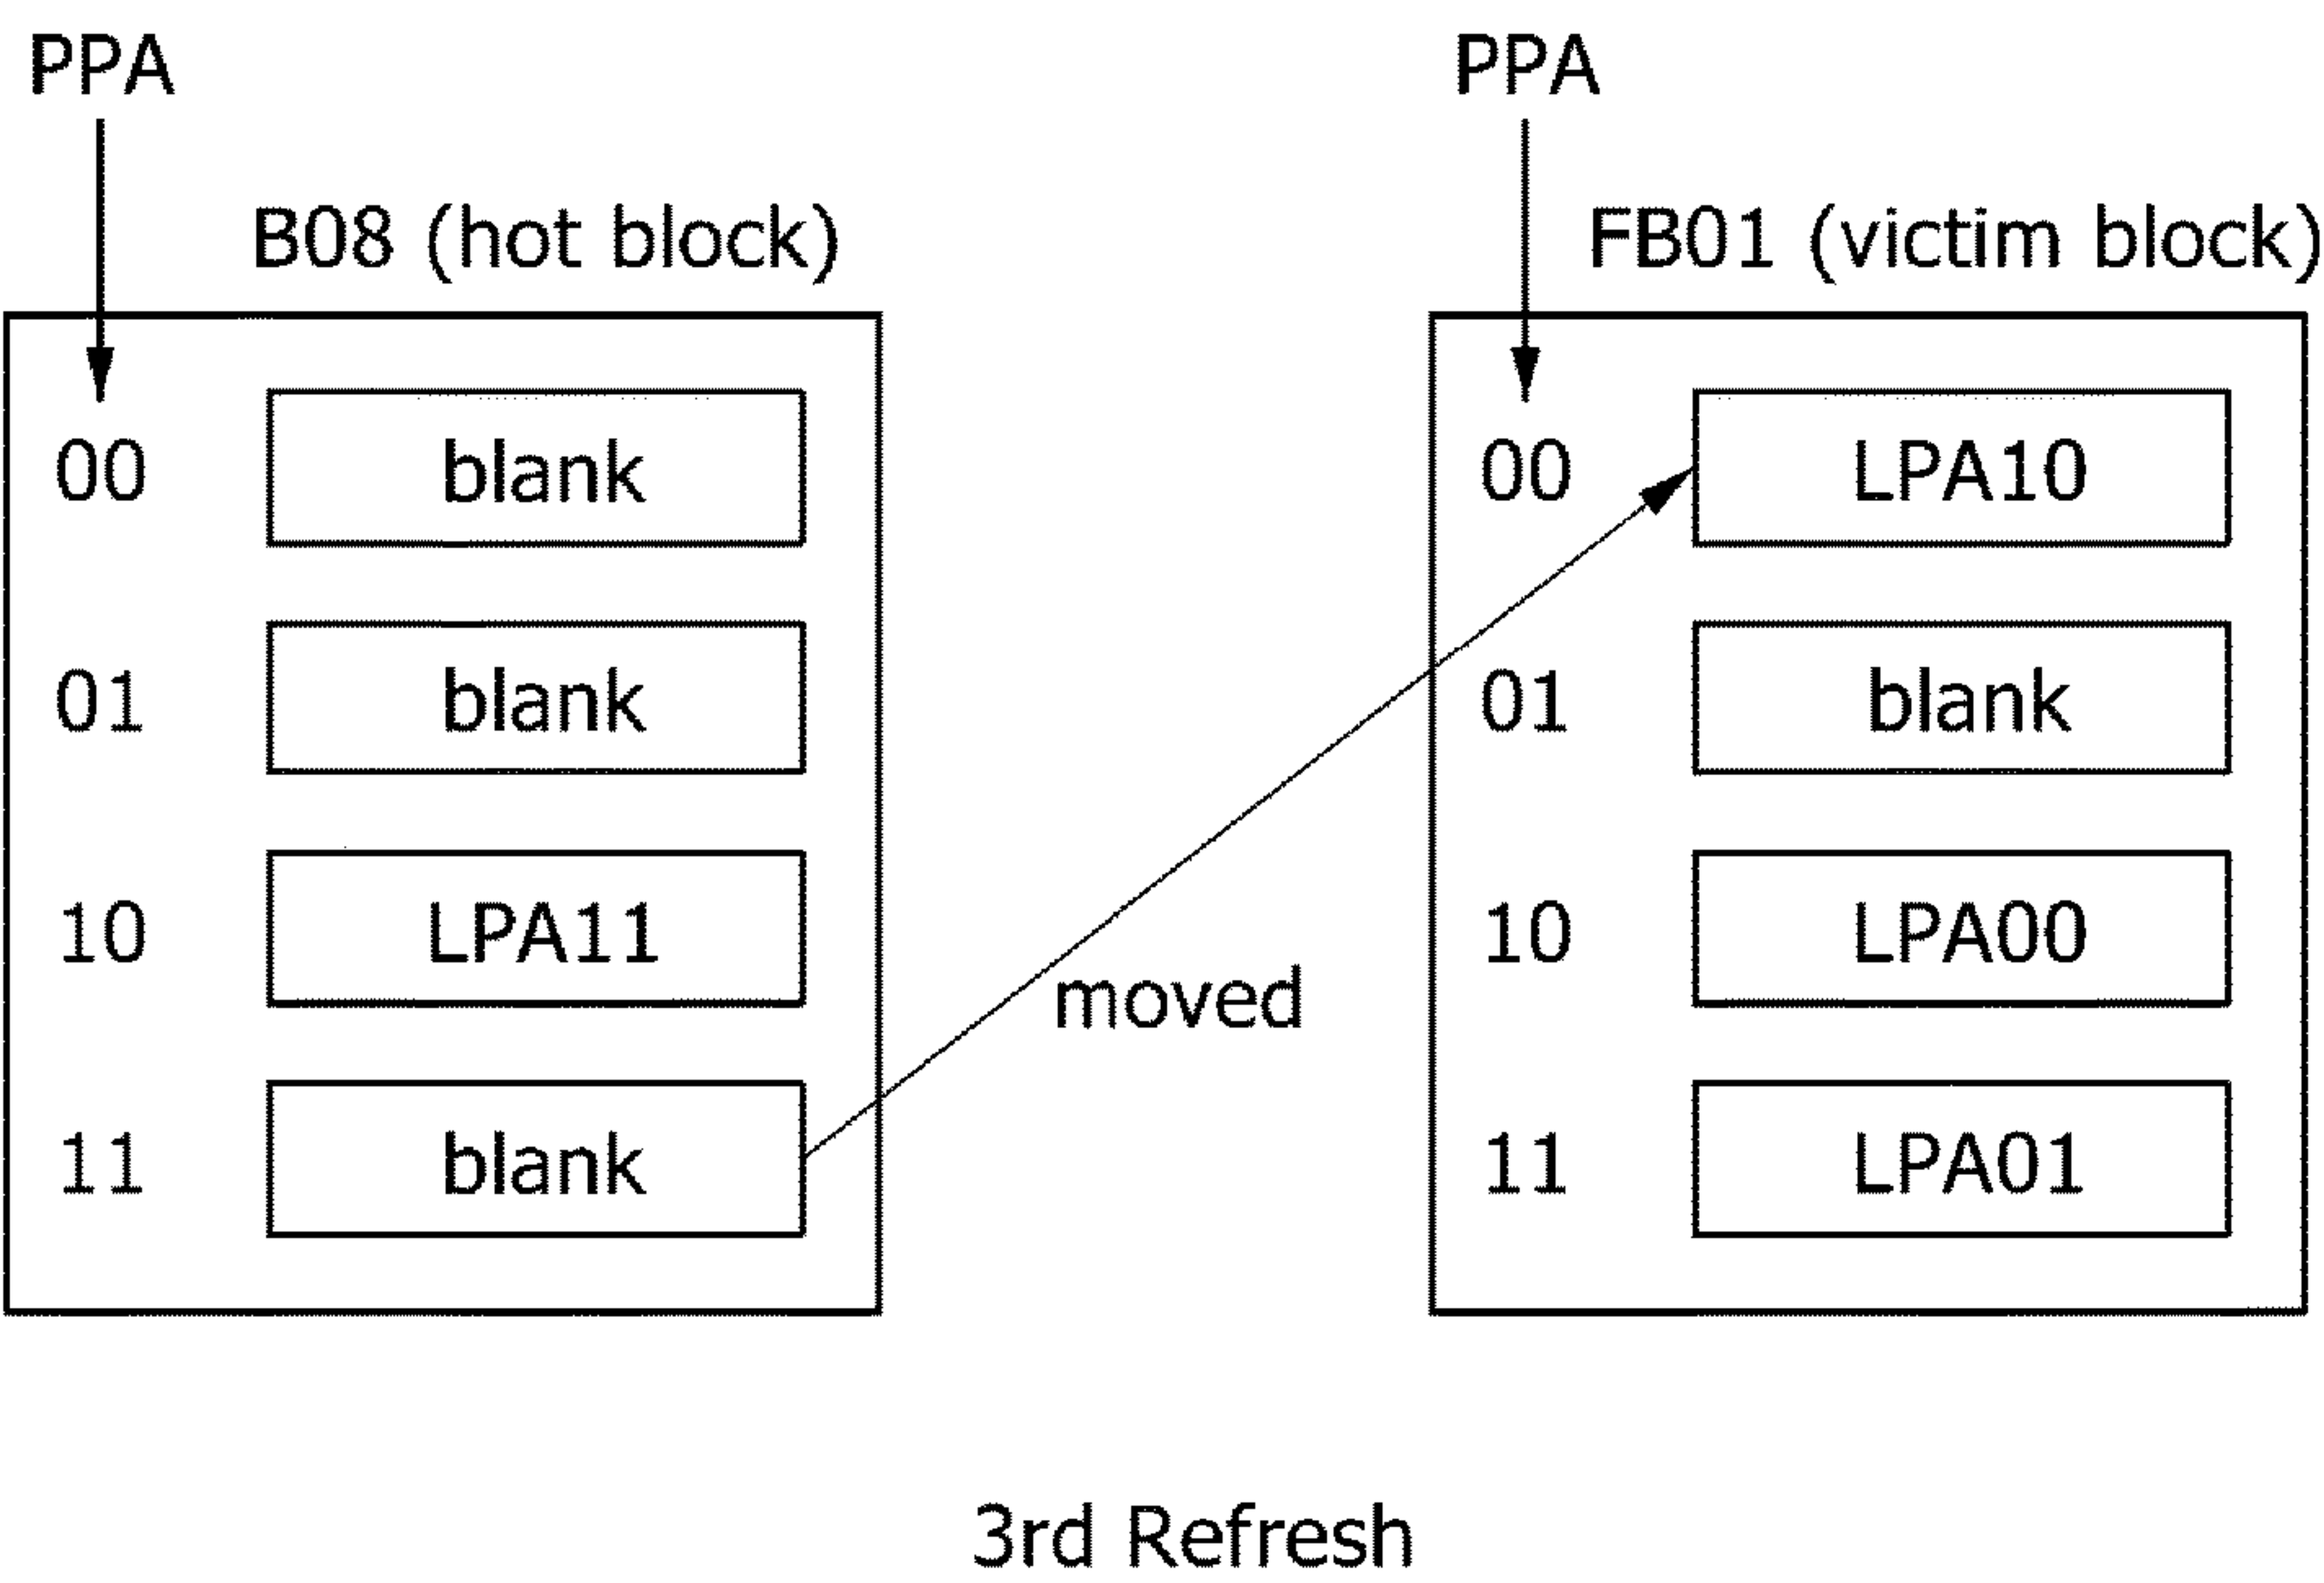 PPA PPA
B08 (hot block) FB01 (victim block)
00 blank 00 LPA10
01 blank 01 blank
10 LPA11 10 LPA00
moved
11 blank 11 LPA01
3rd Refresh